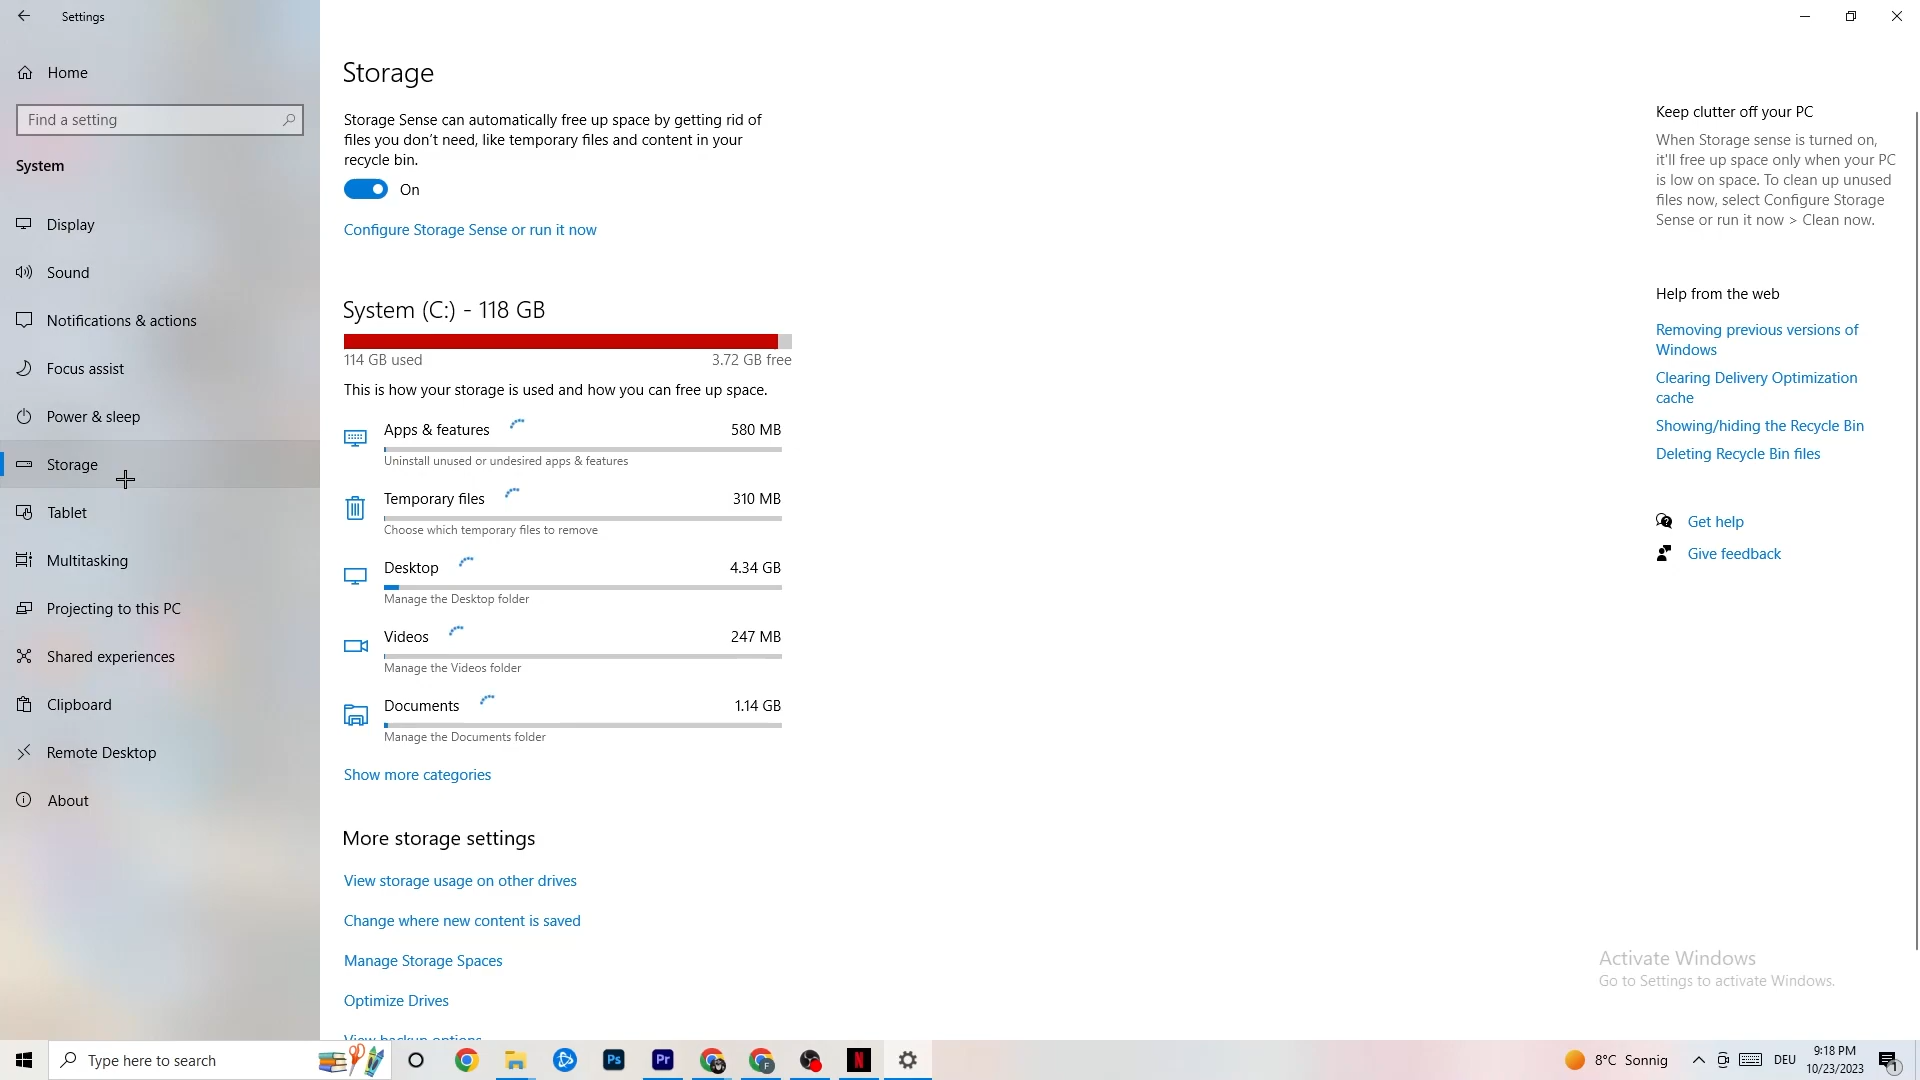 Settings
Home
Find a setting
System
Display
Sound
Notifications & actions
Focus assist
Power & sleep
Storage
Tablet
Multitasking
Projecting to this PC
Shared experiences
Clipboard
Remote Desktop
About
Storage
Storage Sense can automatically free up space by getting rid of
files you don't need, like temporary files and content in your
recycle bin.
On
Configure Storage Sense or run it now
System (C:) - 118 GB
114 GB used 3.72 GB free
This is how your storage is used and how you can free up space.
Apps & features 580 MB
Uninstall unused or undesired apps & features
Temporary files 310 MB
Choose which temporary files to remove
Desktop 4.34 GB
Manage the Desktop folder
Videos 247 MB
Manage the Videos folder
Documents 1.14 GB
Manage the Documents folder
Show more categories
More storage settings
View storage usage on other drives
Change where new content is saved
Manage Storage Spaces
Optimize Drives
View backup options
Keep clutter off your PC
When Storage sense is turned on,
it'll free up space only when your PC
is low on space. To clean up unused
files now, select Configure Storage
Sense or run it now > Clean now.
Help from the web
Removing previous versions of
Windows
Clearing Delivery Optimization
cache
Showing/hiding the Recycle Bin
Deleting Recycle Bin files
Get help
Give feedback
Activate Windows
Go to Settings to activate Windows.
Type here to search
Ps
Pr
F
N
8°C Sonnig
DEU
9:18 PM
10/23/2023
1